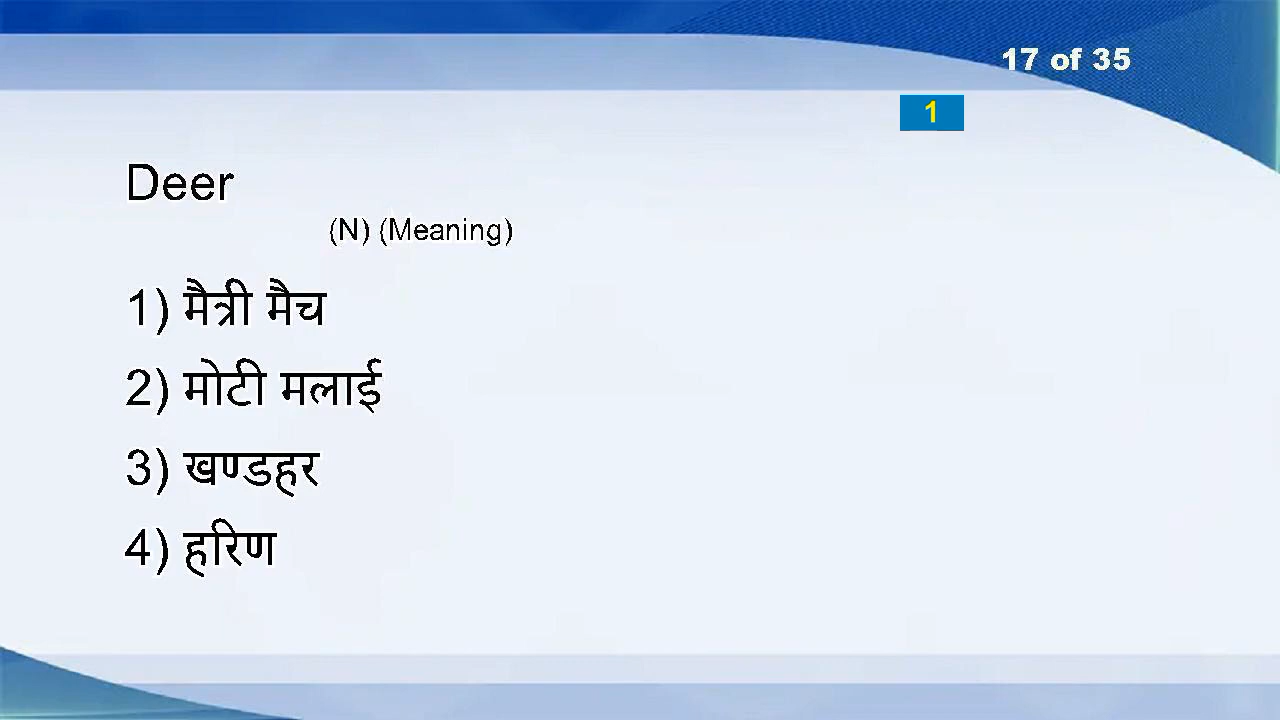 17 of 35
1
Deer
(N) (Meaning)
1) मैत्री मैच
2) मोटी मलाई
3) खण्डहर
4) हरिण